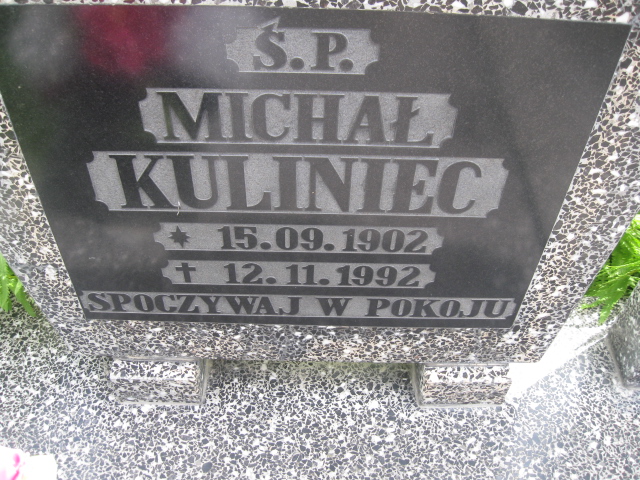 Ś.P.
MICHAŁ
KULINIEC
* 15.09.1902
† 12.11.1992
SPOCZYWAJ W POKOJU